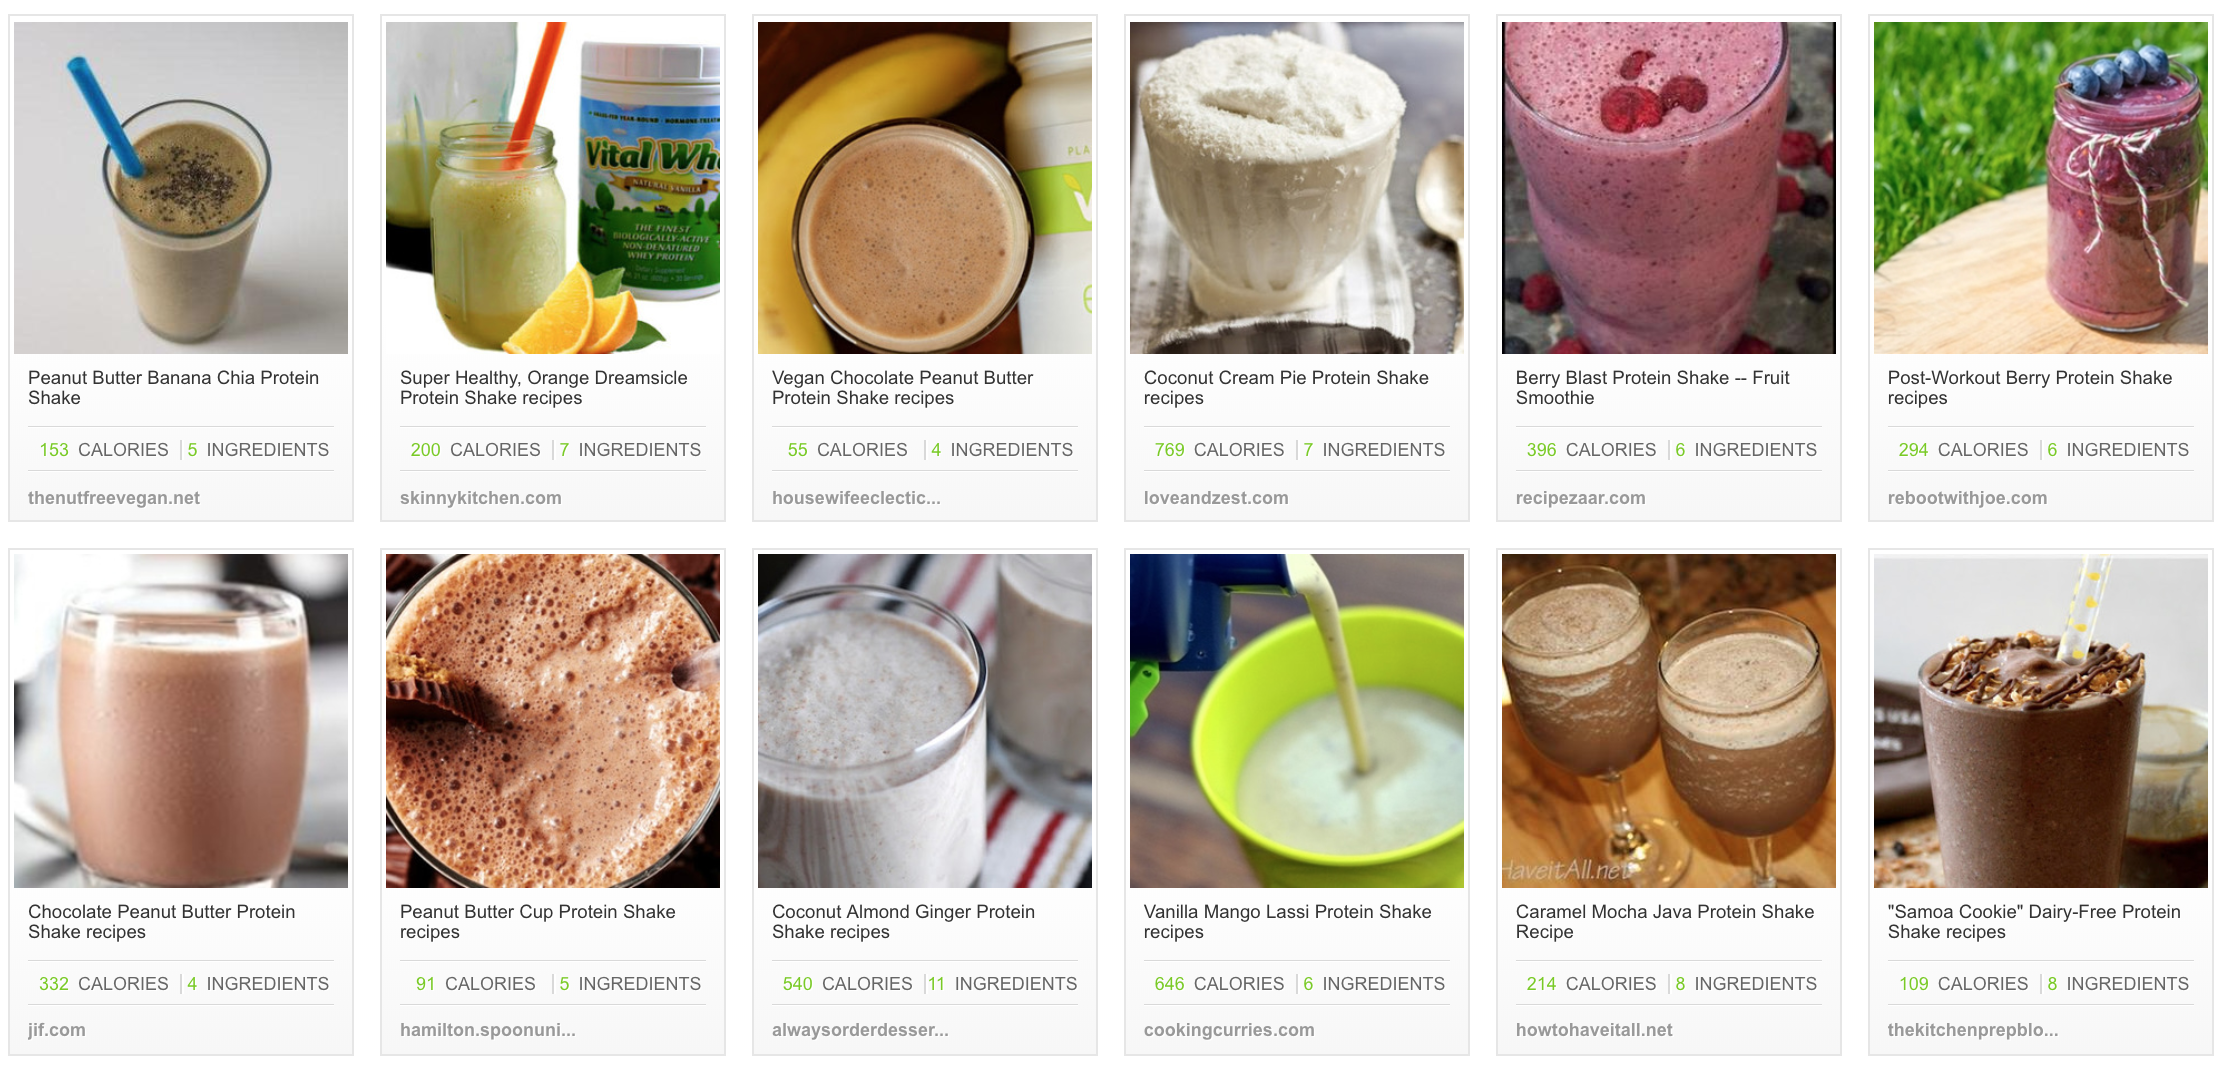 VitalWh
NATURAL VANILLA
THE FINEST
BIOLOGICALLY-ACTIVE
NON-DENATURED
WHEY PROTEIN
PLA
Peanut Butter Banana Chia Protein
Shake
153 CALORIES 5 INGREDIENTS
thenutfreevegan.net
Super Healthy, Orange Dreamsicle
Protein Shake recipes
200 CALORIES 7 INGREDIENTS
skinnykitchen.com
Vegan Chocolate Peanut Butter
Protein Shake recipes
55 CALORIES 4 INGREDIENTS
housewifeeclectic...
Coconut Cream Pie Protein Shake
recipes
769 CALORIES 7 INGREDIENTS
loveandzest.com
Berry Blast Protein Shake -- Fruit
Smoothie
396 CALORIES 6 INGREDIENTS
recipezaar.com
Post-Workout Berry Protein Shake
recipes
294 CALORIES 6 INGREDIENTS
rebootwithjoe.com
HaveitAll.net
Chocolate Peanut Butter Protein
Shake recipes
332 CALORIES 4 INGREDIENTS
jif.com
Peanut Butter Cup Protein Shake
recipes
91 CALORIES 5 INGREDIENTS
hamilton.spoonuni...
Coconut Almond Ginger Protein
Shake recipes
540 CALORIES 11 INGREDIENTS
alwaysorderdesser...
Vanilla Mango Lassi Protein Shake
recipes
646 CALORIES 6 INGREDIENTS
cookingcurries.com
Caramel Mocha Java Protein Shake
Recipe
214 CALORIES 8 INGREDIENTS
howtohaveitall.net
"Samoa Cookie" Dairy-Free Protein
Shake recipes
109 CALORIES 8 INGREDIENTS
thekitchenprepblo...